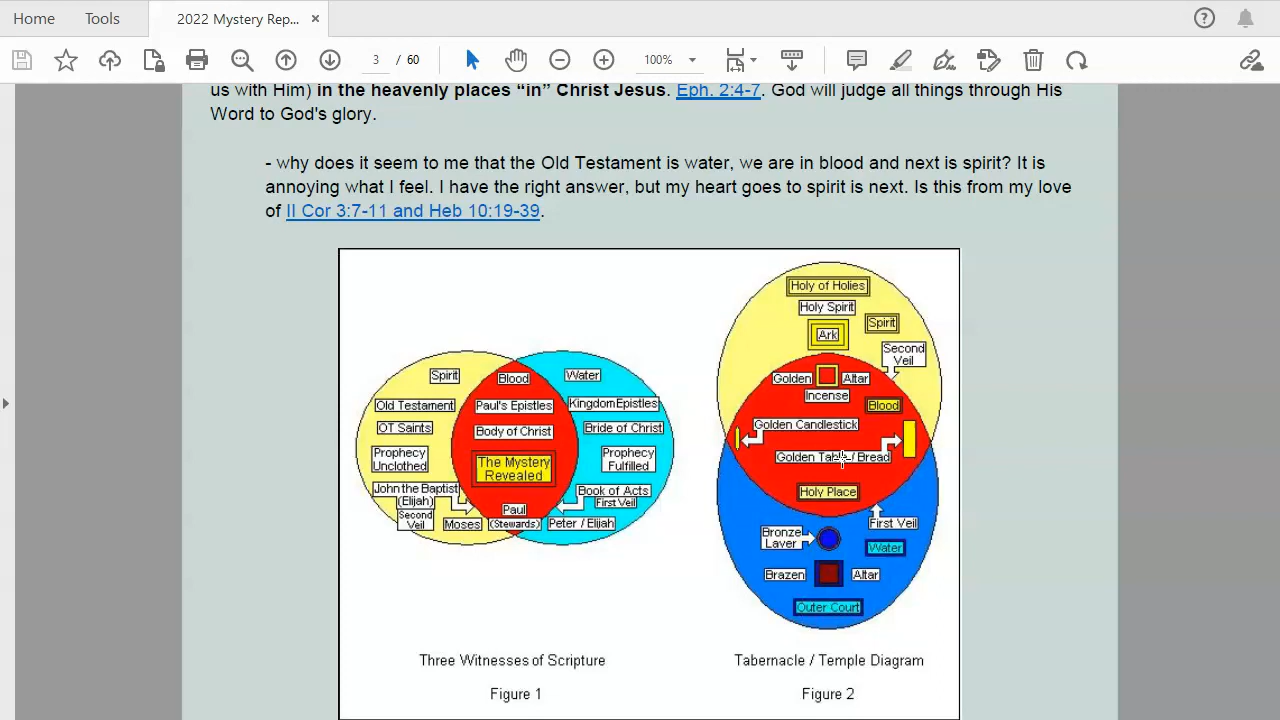 Home Tools 2022 Mystery Rep... ×
3 / 60 100%
us with Him) in the heavenly places “in” Christ Jesus. Eph. 2:4-7. God will judge all things through His
Word to God's glory.
- why does it seem to me that the Old Testament is water, we are in blood and next is spirit? It is
annoying what I feel. I have the right answer, but my heart goes to spirit is next. Is this from my love
of II Cor 3:7-11 and Heb 10:19-39.
Spirit
Old Testament
OT Saints
Prophecy
Unclothed
John the Baptist
(Elijah)
Second
Veil
Moses
Blood
Paul's Epistles
Body of Christ
The Mystery
Revealed
Paul
(Stewards)
Water
Kingdom Epistles
Bride of Christ
Prophecy
Fulfilled
Book of Acts
First Veil
Peter / Elijah
Three Witnesses of Scripture
Figure 1
Holy of Holies
Holy Spirit
Spirit
Ark
Second
Veil
Golden Altar
Incense
Blood
Golden Candlestick
Golden Table / Bread
Holy Place
First Veil
Bronze
Laver
Water
Brazen Altar
Outer Court
Tabernacle / Temple Diagram
Figure 2